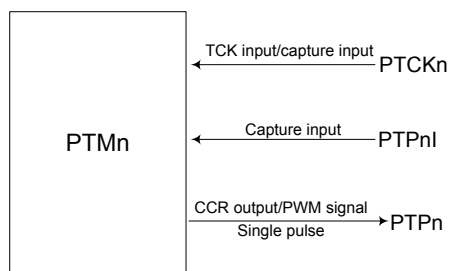 TCK input/capture input
PTCKn
PTMn
Capture input
PTPnI
CCR output/PWM signal
PTPn
Single pulse